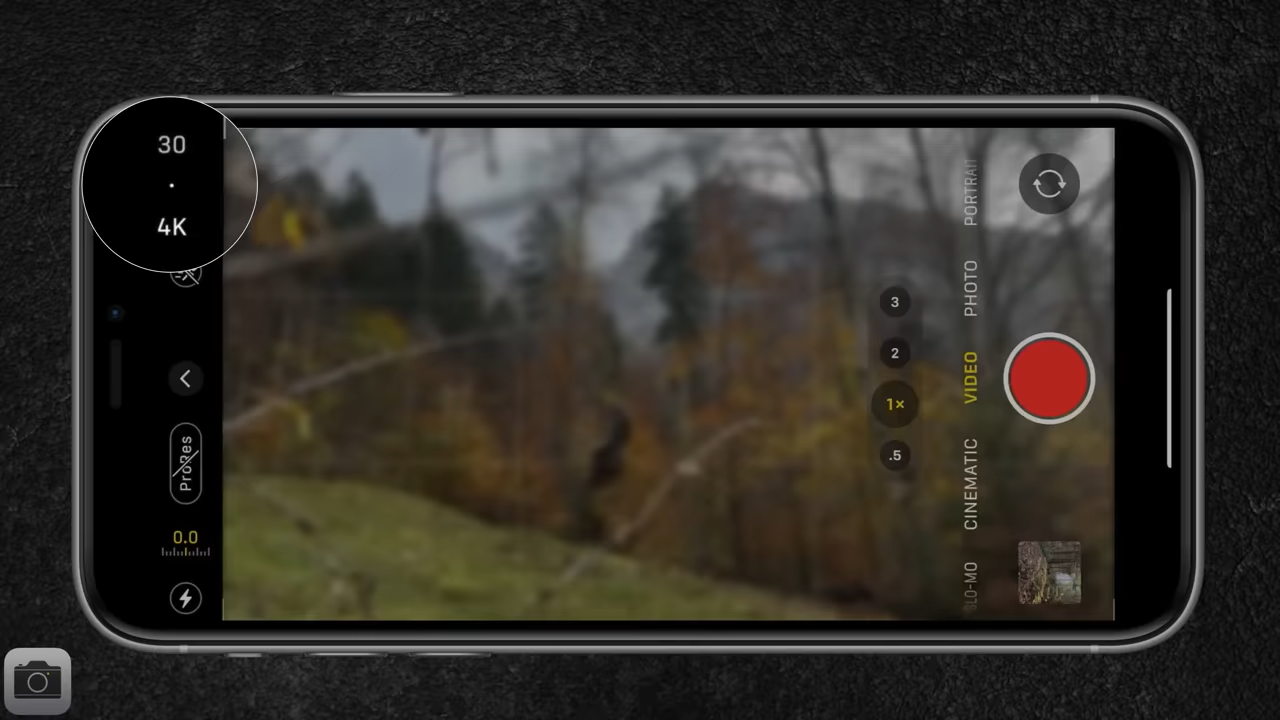 30
·
4K
ProRes
0.0
3
2
1×
.5
PORTRAIT
PHOTO
VIDEO
CINEMATIC
SLO-MO